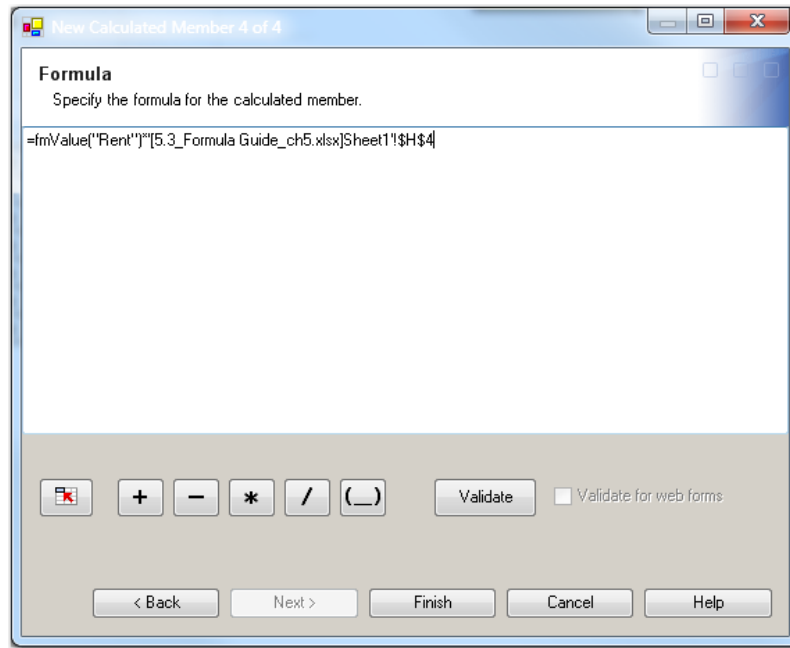 New Calculated Member 4 of 4
Formula
Specify the formula for the calculated member.
=fmValue("Rent")*'[5.3_Formula Guide_ch5.xlsx]Sheet1'!$H$4
+ − * / (_) Validate Validate for web forms
< Back Next > Finish Cancel Help